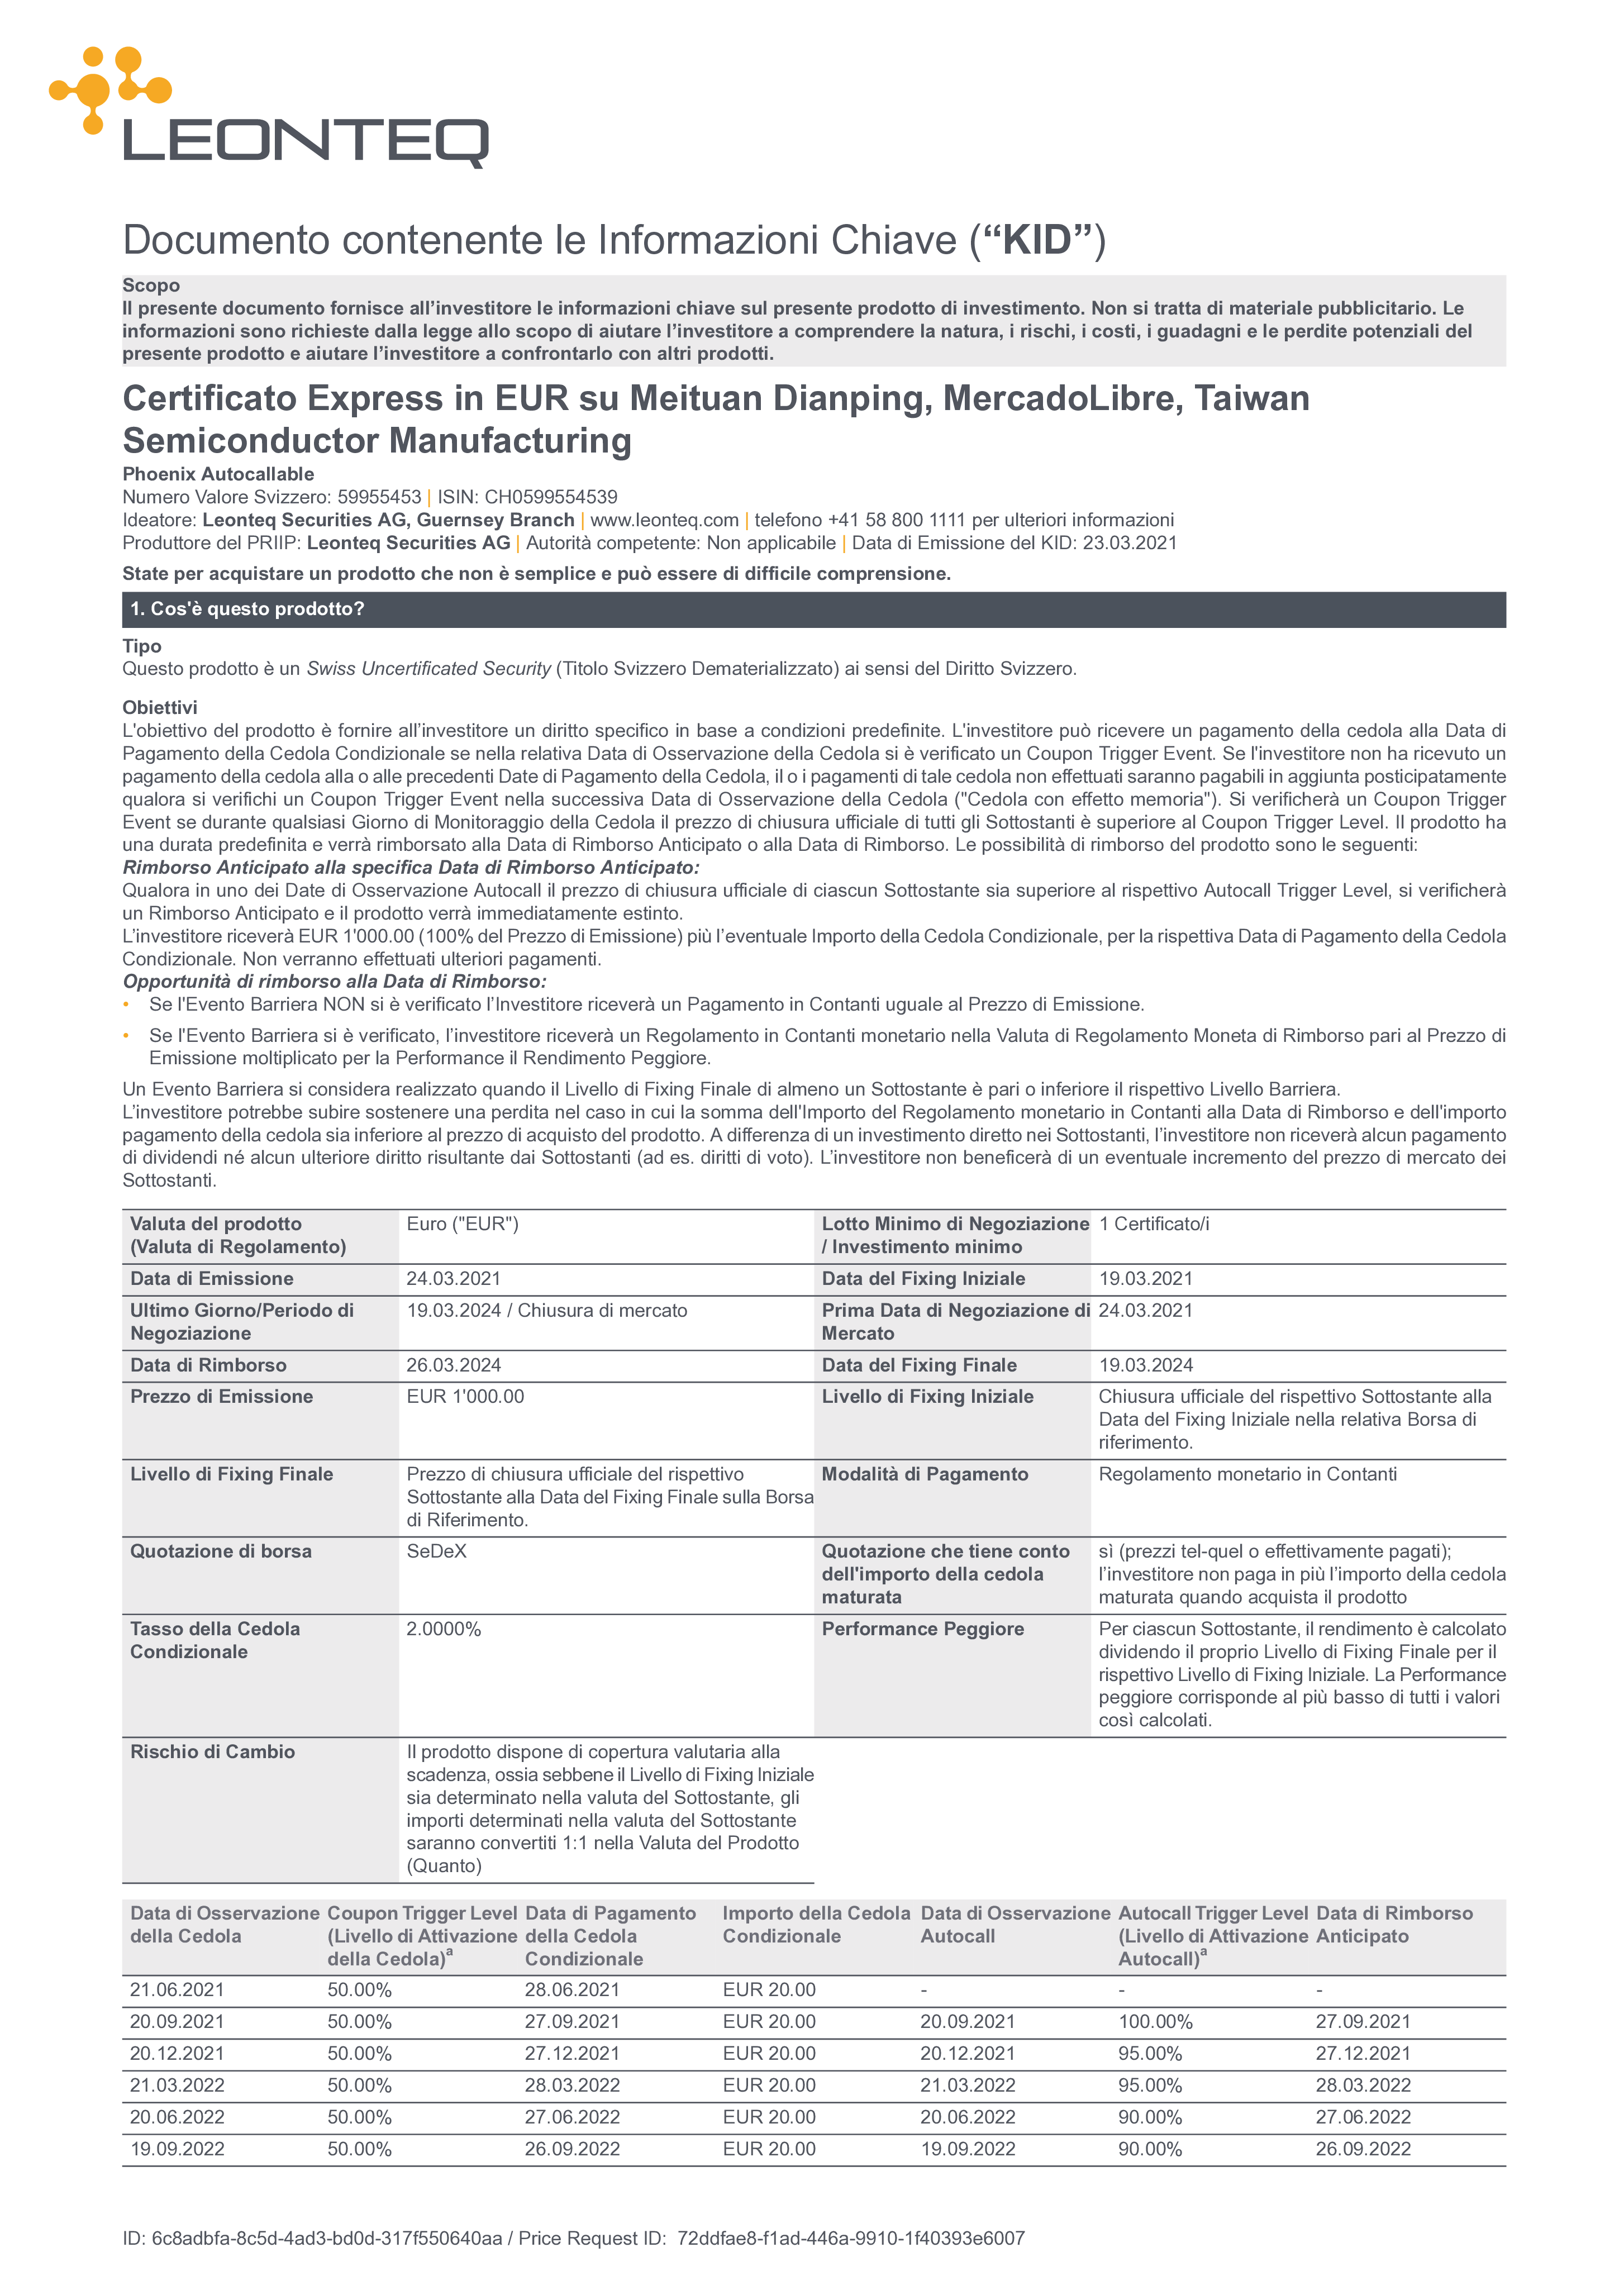 LEONTEQ
Documento contenente le Informazioni Chiave (“KID”)
Scopo
Il presente documento fornisce all’investitore le informazioni chiave sul presente prodotto di investimento. Non si tratta di materiale pubblicitario. Le
informazioni sono richieste dalla legge allo scopo di aiutare l’investitore a comprendere la natura, i rischi, i costi, i guadagni e le perdite potenziali del
presente prodotto e aiutare l’investitore a confrontarlo con altri prodotti.
Certificato Express in EUR su Meituan Dianping, MercadoLibre, Taiwan
Semiconductor Manufacturing
Phoenix Autocallable
Numero Valore Svizzero: 59955453 | ISIN: CH0599554539
Ideatore: Leonteq Securities AG, Guernsey Branch | www.leonteq.com | telefono +41 58 800 1111 per ulteriori informazioni
Produttore del PRIIP: Leonteq Securities AG | Autorità competente: Non applicabile | Data di Emissione del KID: 23.03.2021
State per acquistare un prodotto che non è semplice e può essere di difficile comprensione.
1. Cos'è questo prodotto?
Tipo
Questo prodotto è un Swiss Uncertificated Security (Titolo Svizzero Dematerializzato) ai sensi del Diritto Svizzero.
Obiettivi
L'obiettivo del prodotto è fornire all’investitore un diritto specifico in base a condizioni predefinite. L'investitore può ricevere un pagamento della cedola alla Data di
Pagamento della Cedola Condizionale se nella relativa Data di Osservazione della Cedola si è verificato un Coupon Trigger Event. Se l'investitore non ha ricevuto un
pagamento della cedola alla o alle precedenti Date di Pagamento della Cedola, il o i pagamenti di tale cedola non effettuati saranno pagabili in aggiunta posticipatamente
qualora si verifichi un Coupon Trigger Event nella successiva Data di Osservazione della Cedola ("Cedola con effetto memoria"). Si verificherà un Coupon Trigger
Event se durante qualsiasi Giorno di Monitoraggio della Cedola il prezzo di chiusura ufficiale di tutti gli Sottostanti è superiore al Coupon Trigger Level. Il prodotto ha
una durata predefinita e verrà rimborsato alla Data di Rimborso Anticipato o alla Data di Rimborso. Le possibilità di rimborso del prodotto sono le seguenti:
Rimborso Anticipato alla specifica Data di Rimborso Anticipato:
Qualora in uno dei Date di Osservazione Autocall il prezzo di chiusura ufficiale di ciascun Sottostante sia superiore al rispettivo Autocall Trigger Level, si verificherà
un Rimborso Anticipato e il prodotto verrà immediatamente estinto.
L’investitore riceverà EUR 1'000.00 (100% del Prezzo di Emissione) più l’eventuale Importo della Cedola Condizionale, per la rispettiva Data di Pagamento della Cedola
Condizionale. Non verranno effettuati ulteriori pagamenti.
Opportunità di rimborso alla Data di Rimborso:
• Se l'Evento Barriera NON si è verificato l’Investitore riceverà un Pagamento in Contanti uguale al Prezzo di Emissione.
• Se l'Evento Barriera si è verificato, l’investitore riceverà un Regolamento in Contanti monetario nella Valuta di Regolamento Moneta di Rimborso pari al Prezzo di
Emissione moltiplicato per la Performance il Rendimento Peggiore.
Un Evento Barriera si considera realizzato quando il Livello di Fixing Finale di almeno un Sottostante è pari o inferiore il rispettivo Livello Barriera.
L’investitore potrebbe subire sostenere una perdita nel caso in cui la somma dell'Importo del Regolamento monetario in Contanti alla Data di Rimborso e dell'importo
pagamento della cedola sia inferiore al prezzo di acquisto del prodotto. A differenza di un investimento diretto nei Sottostanti, l’investitore non riceverà alcun pagamento
di dividendi né alcun ulteriore diritto risultante dai Sottostanti (ad es. diritti di voto). L’investitore non beneficerà di un eventuale incremento del prezzo di mercato dei
Sottostanti.
Valuta del prodotto
(Valuta di Regolamento)
Euro ("EUR")
Lotto Minimo di Negoziazione
/ Investimento minimo
1 Certificato/i
Data di Emissione
24.03.2021
Data del Fixing Iniziale
19.03.2021
Ultimo Giorno/Periodo di
Negoziazione
19.03.2024 / Chiusura di mercato
Prima Data di Negoziazione di
Mercato
24.03.2021
Data di Rimborso
26.03.2024
Data del Fixing Finale
19.03.2024
Prezzo di Emissione
EUR 1'000.00
Livello di Fixing Iniziale
Chiusura ufficiale del rispettivo Sottostante alla
Data del Fixing Iniziale nella relativa Borsa di
riferimento.
Livello di Fixing Finale
Prezzo di chiusura ufficiale del rispettivo
Sottostante alla Data del Fixing Finale sulla Borsa
di Riferimento.
Modalità di Pagamento
Regolamento monetario in Contanti
Quotazione di borsa
SeDeX
Quotazione che tiene conto
dell'importo della cedola
maturata
sì (prezzi tel-quel o effettivamente pagati);
l’investitore non paga in più l’importo della cedola
maturata quando acquista il prodotto
Tasso della Cedola
Condizionale
2.0000%
Performance Peggiore
Per ciascun Sottostante, il rendimento è calcolato
dividendo il proprio Livello di Fixing Finale per il
rispettivo Livello di Fixing Iniziale. La Performance
peggiore corrisponde al più basso di tutti i valori
così calcolati.
Rischio di Cambio
Il prodotto dispone di copertura valutaria alla
scadenza, ossia sebbene il Livello di Fixing Iniziale
sia determinato nella valuta del Sottostante, gli
importi determinati nella valuta del Sottostante
saranno convertiti 1:1 nella Valuta del Prodotto
(Quanto)
Data di Osservazione Coupon Trigger Level Data di Pagamento Importo della Cedola Data di Osservazione Autocall Trigger Level Data di Rimborso
della Cedola (Livello di Attivazione della Cedola Condizionale Autocall (Livello di Attivazione Anticipato
della Cedola)a Condizionale Autocall)a
21.06.2021 50.00% 28.06.2021 EUR 20.00 - - -
20.09.2021 50.00% 27.09.2021 EUR 20.00 20.09.2021 100.00% 27.09.2021
20.12.2021 50.00% 27.12.2021 EUR 20.00 20.12.2021 95.00% 27.12.2021
21.03.2022 50.00% 28.03.2022 EUR 20.00 21.03.2022 95.00% 28.03.2022
20.06.2022 50.00% 27.06.2022 EUR 20.00 20.06.2022 90.00% 27.06.2022
19.09.2022 50.00% 26.09.2022 EUR 20.00 19.09.2022 90.00% 26.09.2022
ID: 6c8adbfa-8c5d-4ad3-bd0d-317f550640aa / Price Request ID: 72ddfae8-f1ad-446a-9910-1f40393e6007